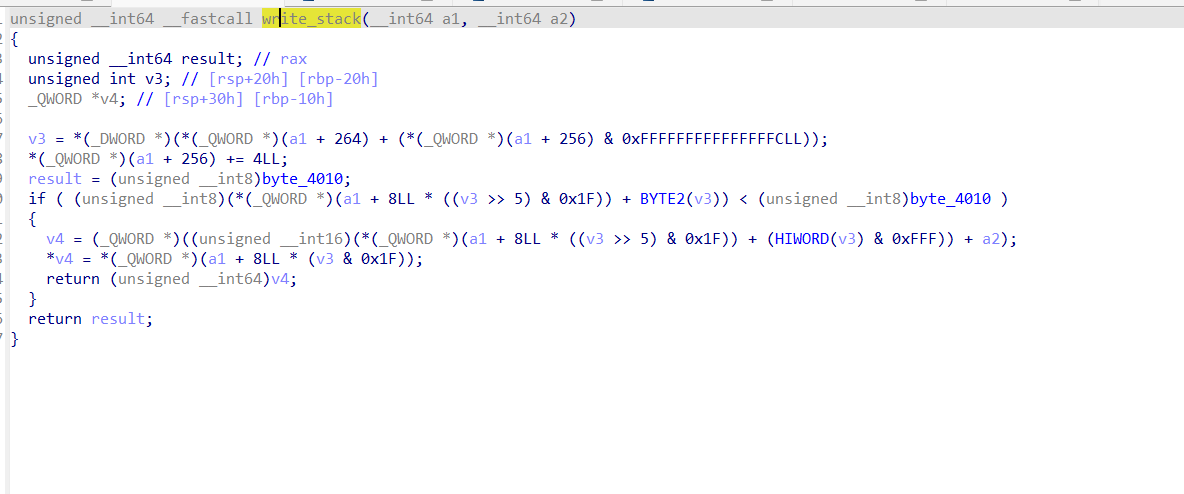 unsigned __int64 __fastcall write_stack(__int64 a1, __int64 a2)
{
unsigned __int64 result; // rax
unsigned int v3; // [rsp+20h] [rbp-20h]
_QWORD *v4; // [rsp+30h] [rbp-10h]
v3 = *(_DWORD *)(*(_QWORD *)(a1 + 264) + (*(_QWORD *)(a1 + 256) & 0xFFFFFFFFFFFFFFFCLL));
*(_QWORD *)(a1 + 256) += 4LL;
result = (unsigned __int8)byte_4010;
if ( (unsigned __int8)(*(_QWORD *)(a1 + 8LL * ((v3 >> 5) & 0x1F)) + BYTE2(v3)) < (unsigned __int8)byte_4010 )
{
v4 = (_QWORD *)((unsigned __int16)(*(_QWORD *)(a1 + 8LL * ((v3 >> 5) & 0x1F)) + (HIWORD(v3) & 0xFFF)) + a2);
*v4 = *(_QWORD *)(a1 + 8LL * (v3 & 0x1F));
return (unsigned __int64)v4;
}
return result;
}